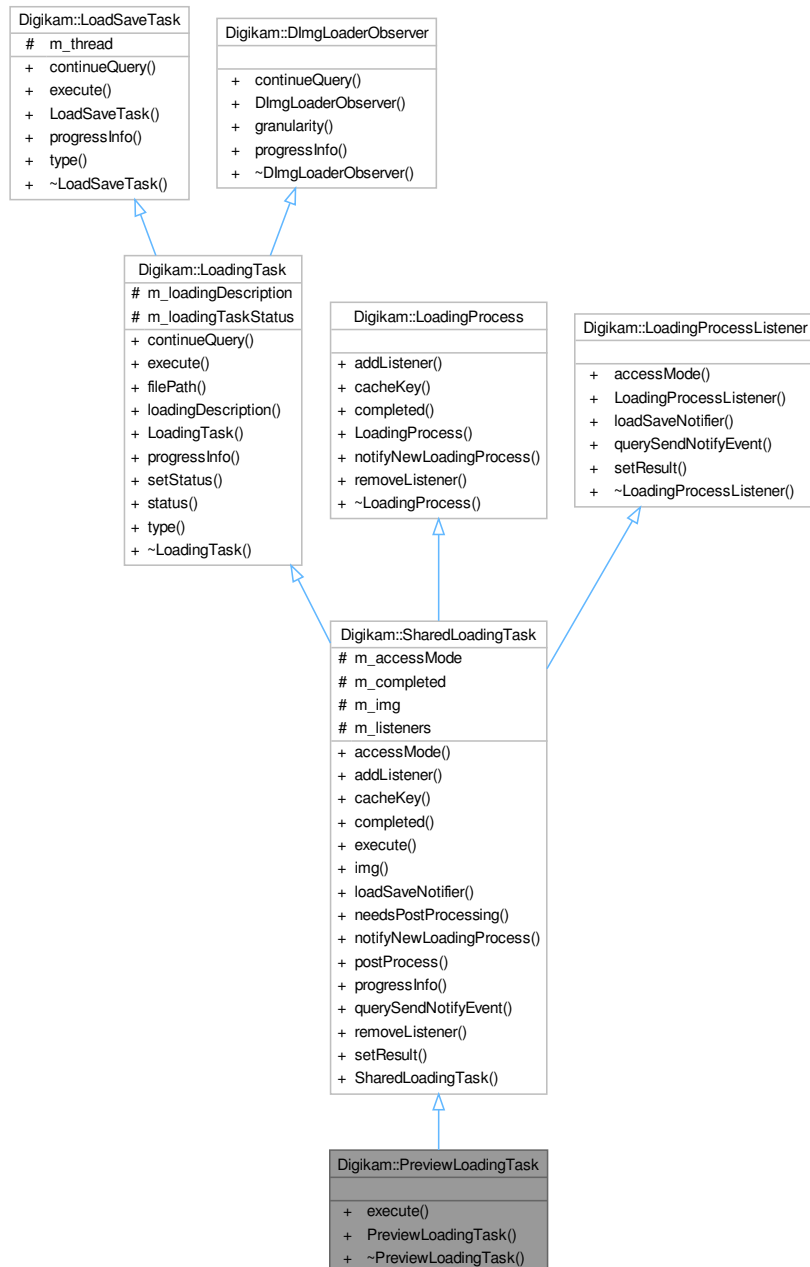 Digikam::LoadSaveTask
# m_thread
+ continueQuery()
+ execute()
+ LoadSaveTask()
+ progressInfo()
+ type()
+ ~LoadSaveTask()
Digikam::DImgLoaderObserver
+ continueQuery()
+ DImgLoaderObserver()
+ granularity()
+ progressInfo()
+ ~DImgLoaderObserver()
Digikam::LoadingTask
# m_loadingDescription
# m_loadingTaskStatus
+ continueQuery()
+ execute()
+ filePath()
+ loadingDescription()
+ LoadingTask()
+ progressInfo()
+ setStatus()
+ status()
+ type()
+ ~LoadingTask()
Digikam::LoadingProcess
+ addListener()
+ cacheKey()
+ completed()
+ LoadingProcess()
+ notifyNewLoadingProcess()
+ removeListener()
+ ~LoadingProcess()
Digikam::LoadingProcessListener
+ accessMode()
+ LoadingProcessListener()
+ loadSaveNotifier()
+ querySendNotifyEvent()
+ setResult()
+ ~LoadingProcessListener()
Digikam::SharedLoadingTask
# m_accessMode
# m_completed
# m_img
# m_listeners
+ accessMode()
+ addListener()
+ cacheKey()
+ completed()
+ execute()
+ img()
+ loadSaveNotifier()
+ needsPostProcessing()
+ notifyNewLoadingProcess()
+ postProcess()
+ progressInfo()
+ querySendNotifyEvent()
+ removeListener()
+ setResult()
+ SharedLoadingTask()
Digikam::PreviewLoadingTask
+ execute()
+ PreviewLoadingTask()
+ ~PreviewLoadingTask()